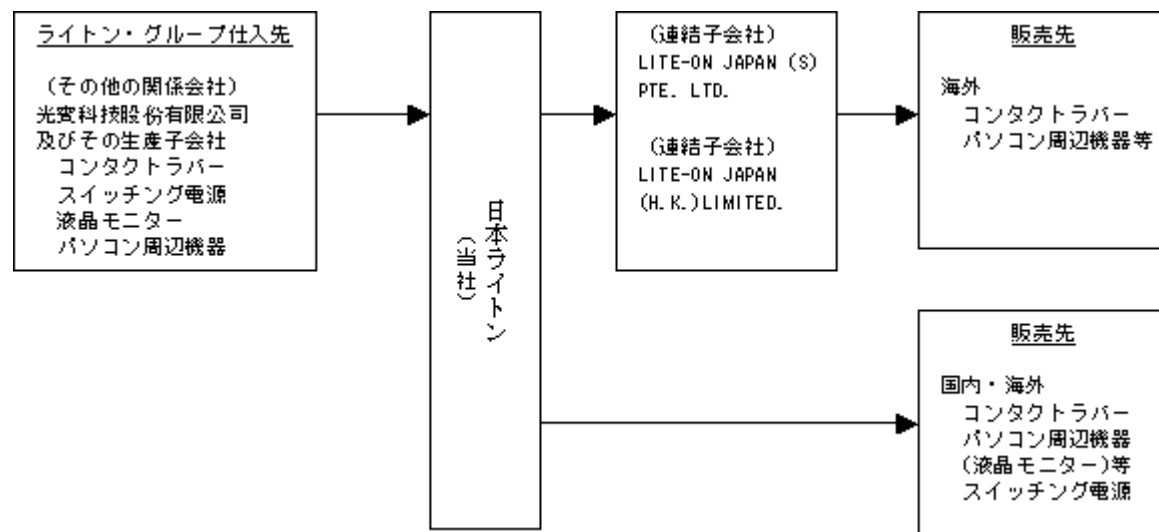 ライトン・グループ仕入先
(その他の関係会社)
光寶科技股份有限公司
及びその生産子会社
コンタクトラバー
スイッチング電源
液晶モニター
パソコン周辺機器
日本ライトン
(当社)
(連結子会社)
LITE-ON JAPAN (S)
PTE. LTD.
(連結子会社)
LITE-ON JAPAN
(H.K.)LIMITED.
販売先
海外
コンタクトラバー
パソコン周辺機器等
販売先
国内・海外
コンタクトラバー
パソコン周辺機器
(液晶モニター)等
スイッチング電源